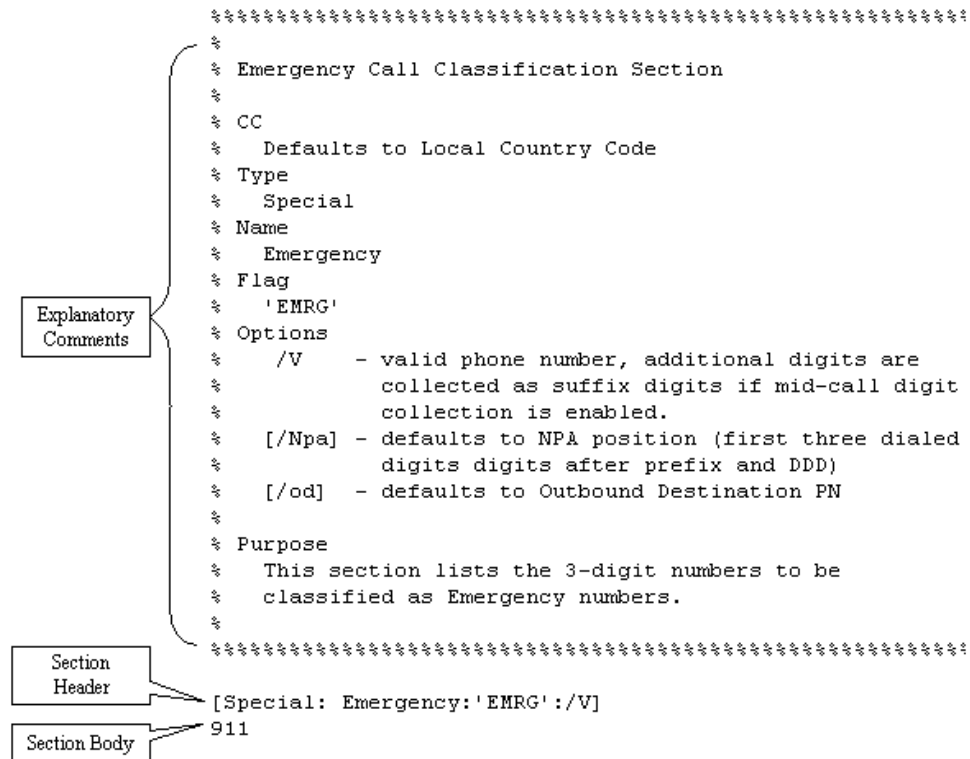 %%%%%%%%%%%%%%%%%%%%%%%%%%%%%%%%%%%%%%%%%%%%%%%%%%%%%%%%%
%
% Emergency Call Classification Section
%
% CC
%   Defaults to Local Country Code
% Type
%   Special
% Name
%   Emergency
% Flag
%   'EMRG'
Explanatory
Comments
% Options
%    /V    - valid phone number, additional digits are
%            collected as suffix digits if mid-call digit
%            collection is enabled.
%   [/Npa] - defaults to NPA position (first three dialed
%            digits digits after prefix and DDD)
%   [/od]  - defaults to Outbound Destination PN
%
% Purpose
%   This section lists the 3-digit numbers to be
%   classified as Emergency numbers.
%
%%%%%%%%%%%%%%%%%%%%%%%%%%%%%%%%%%%%%%%%%%%%%%%%%%%%%%%%%
Section
Header
[Special: Emergency:'EMRG':/V]
911
Section Body